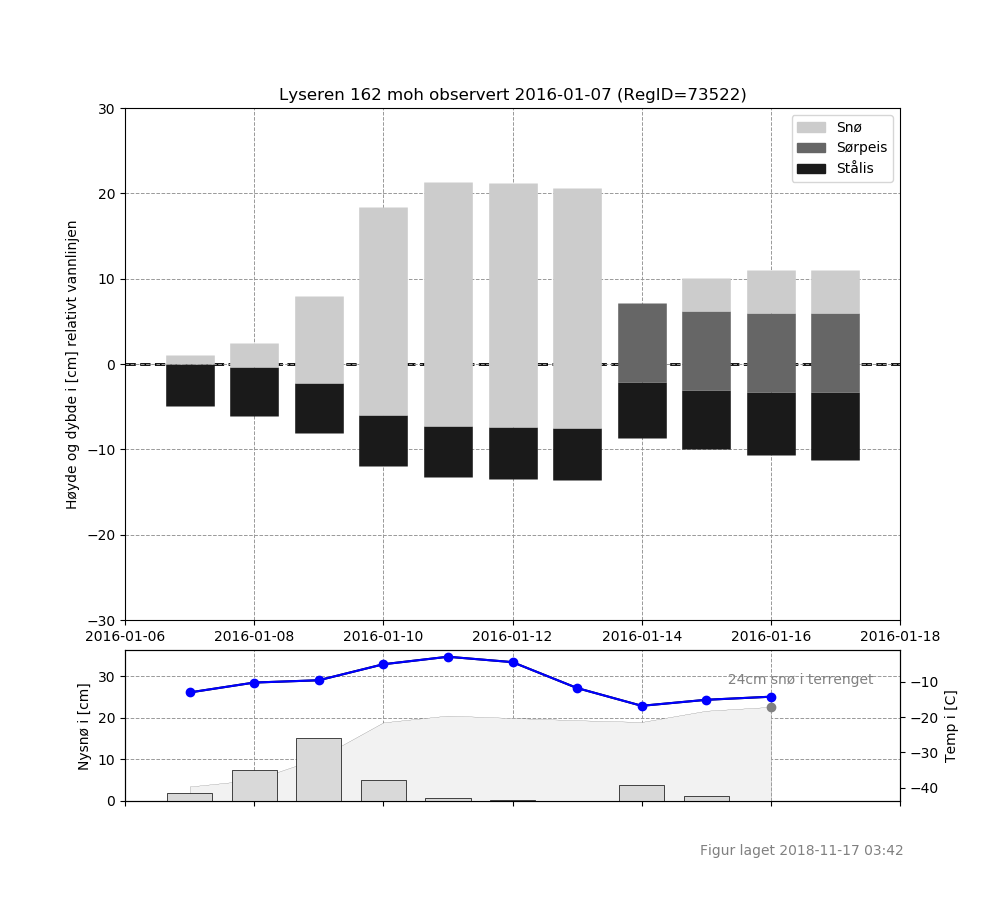 Lyseren 162 moh observert 2016-01-07 (RegID=73522)
Høyde og dybde i [cm] relativt vannlinjen
30
20
10
0
−10
−20
−30
Snø
Sørpeis
Stålis
2016-01-06
2016-01-08
2016-01-10
2016-01-12
2016-01-14
2016-01-16
2016-01-18
Nysnø i [cm]
30
20
10
0
24cm snø i terrenget
−10
−20
−30
−40
Temp i [C]
Figur laget 2018-11-17 03:42